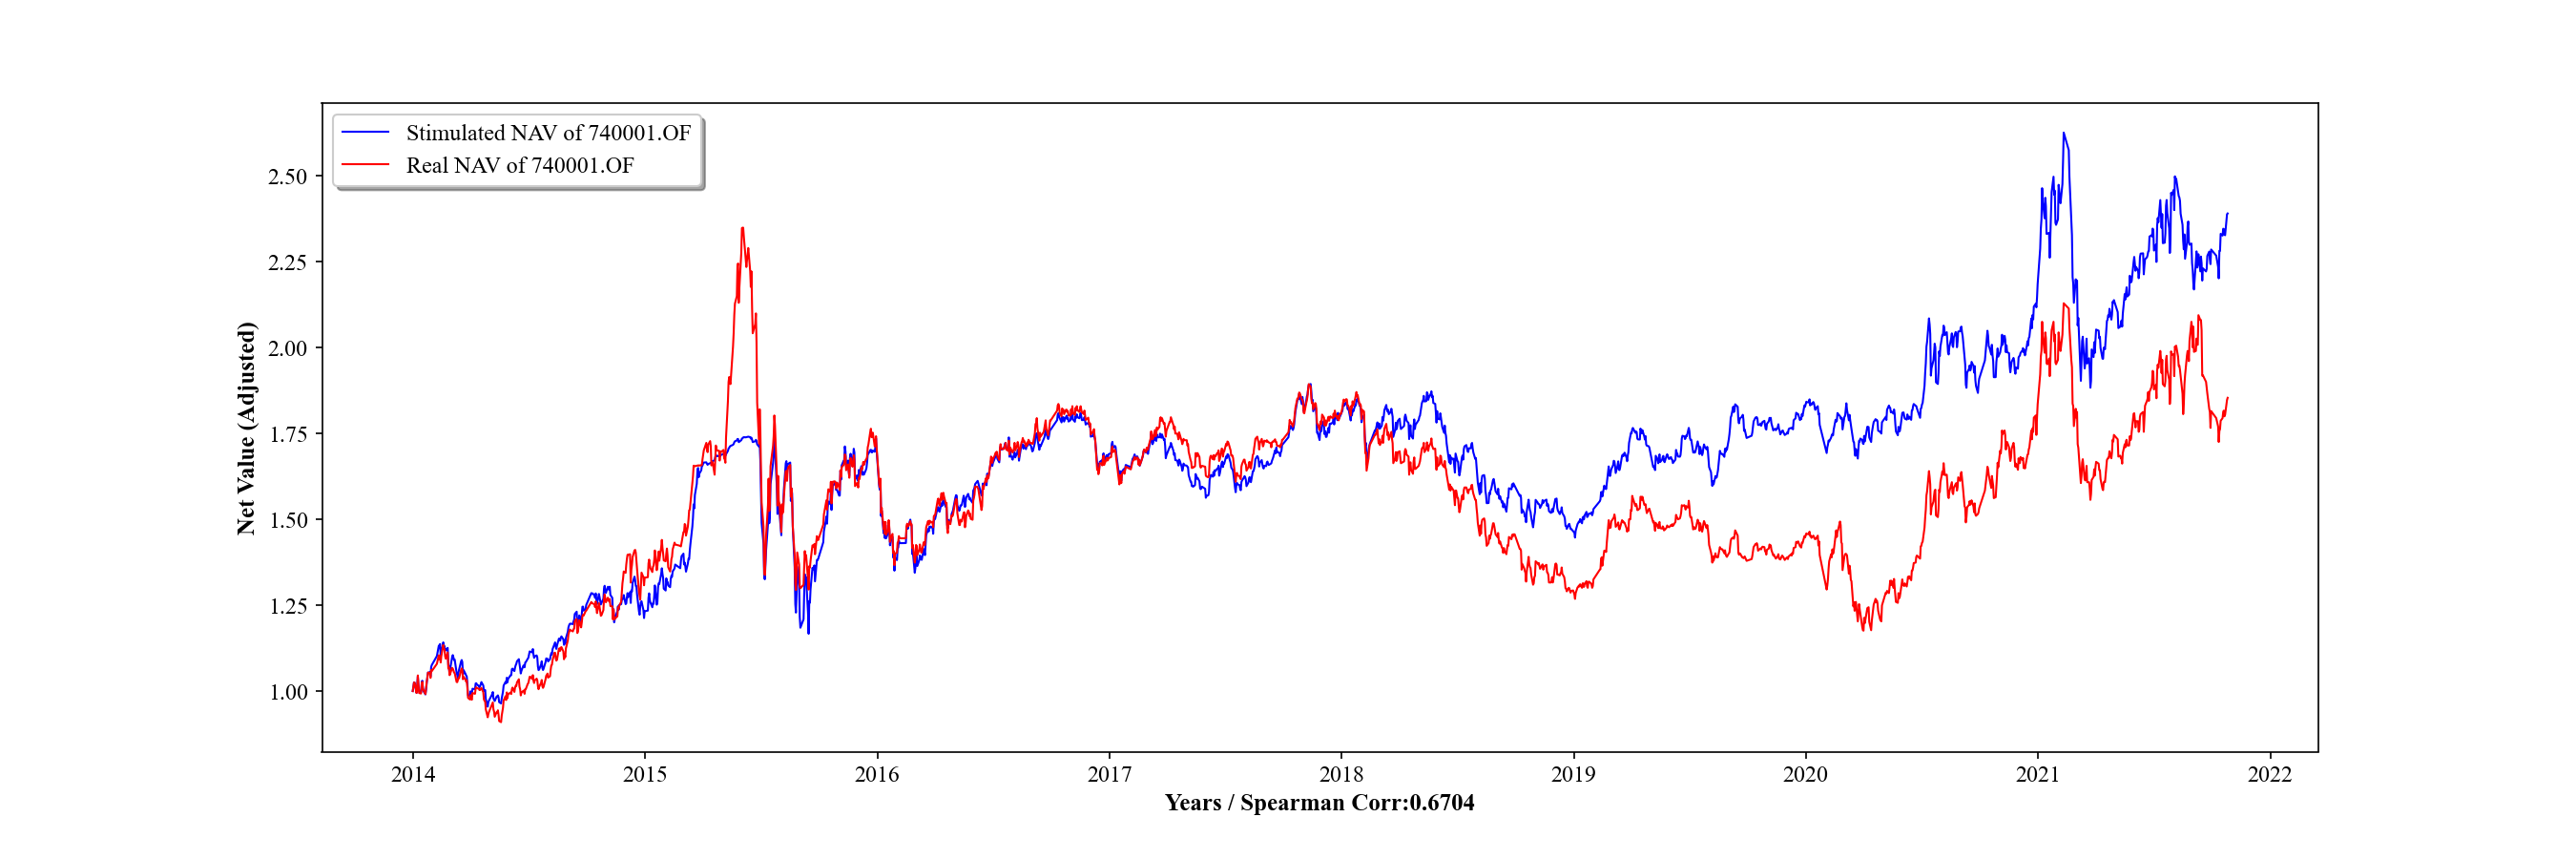 Stimulated NAV of 740001.OF
Real NAV of 740001.OF
Net Value (Adjusted)
2.50
2.25
2.00
1.75
1.50
1.25
1.00
2014 2015 2016 2017 2018 2019 2020 2021 2022
Years / Spearman Corr:0.6704